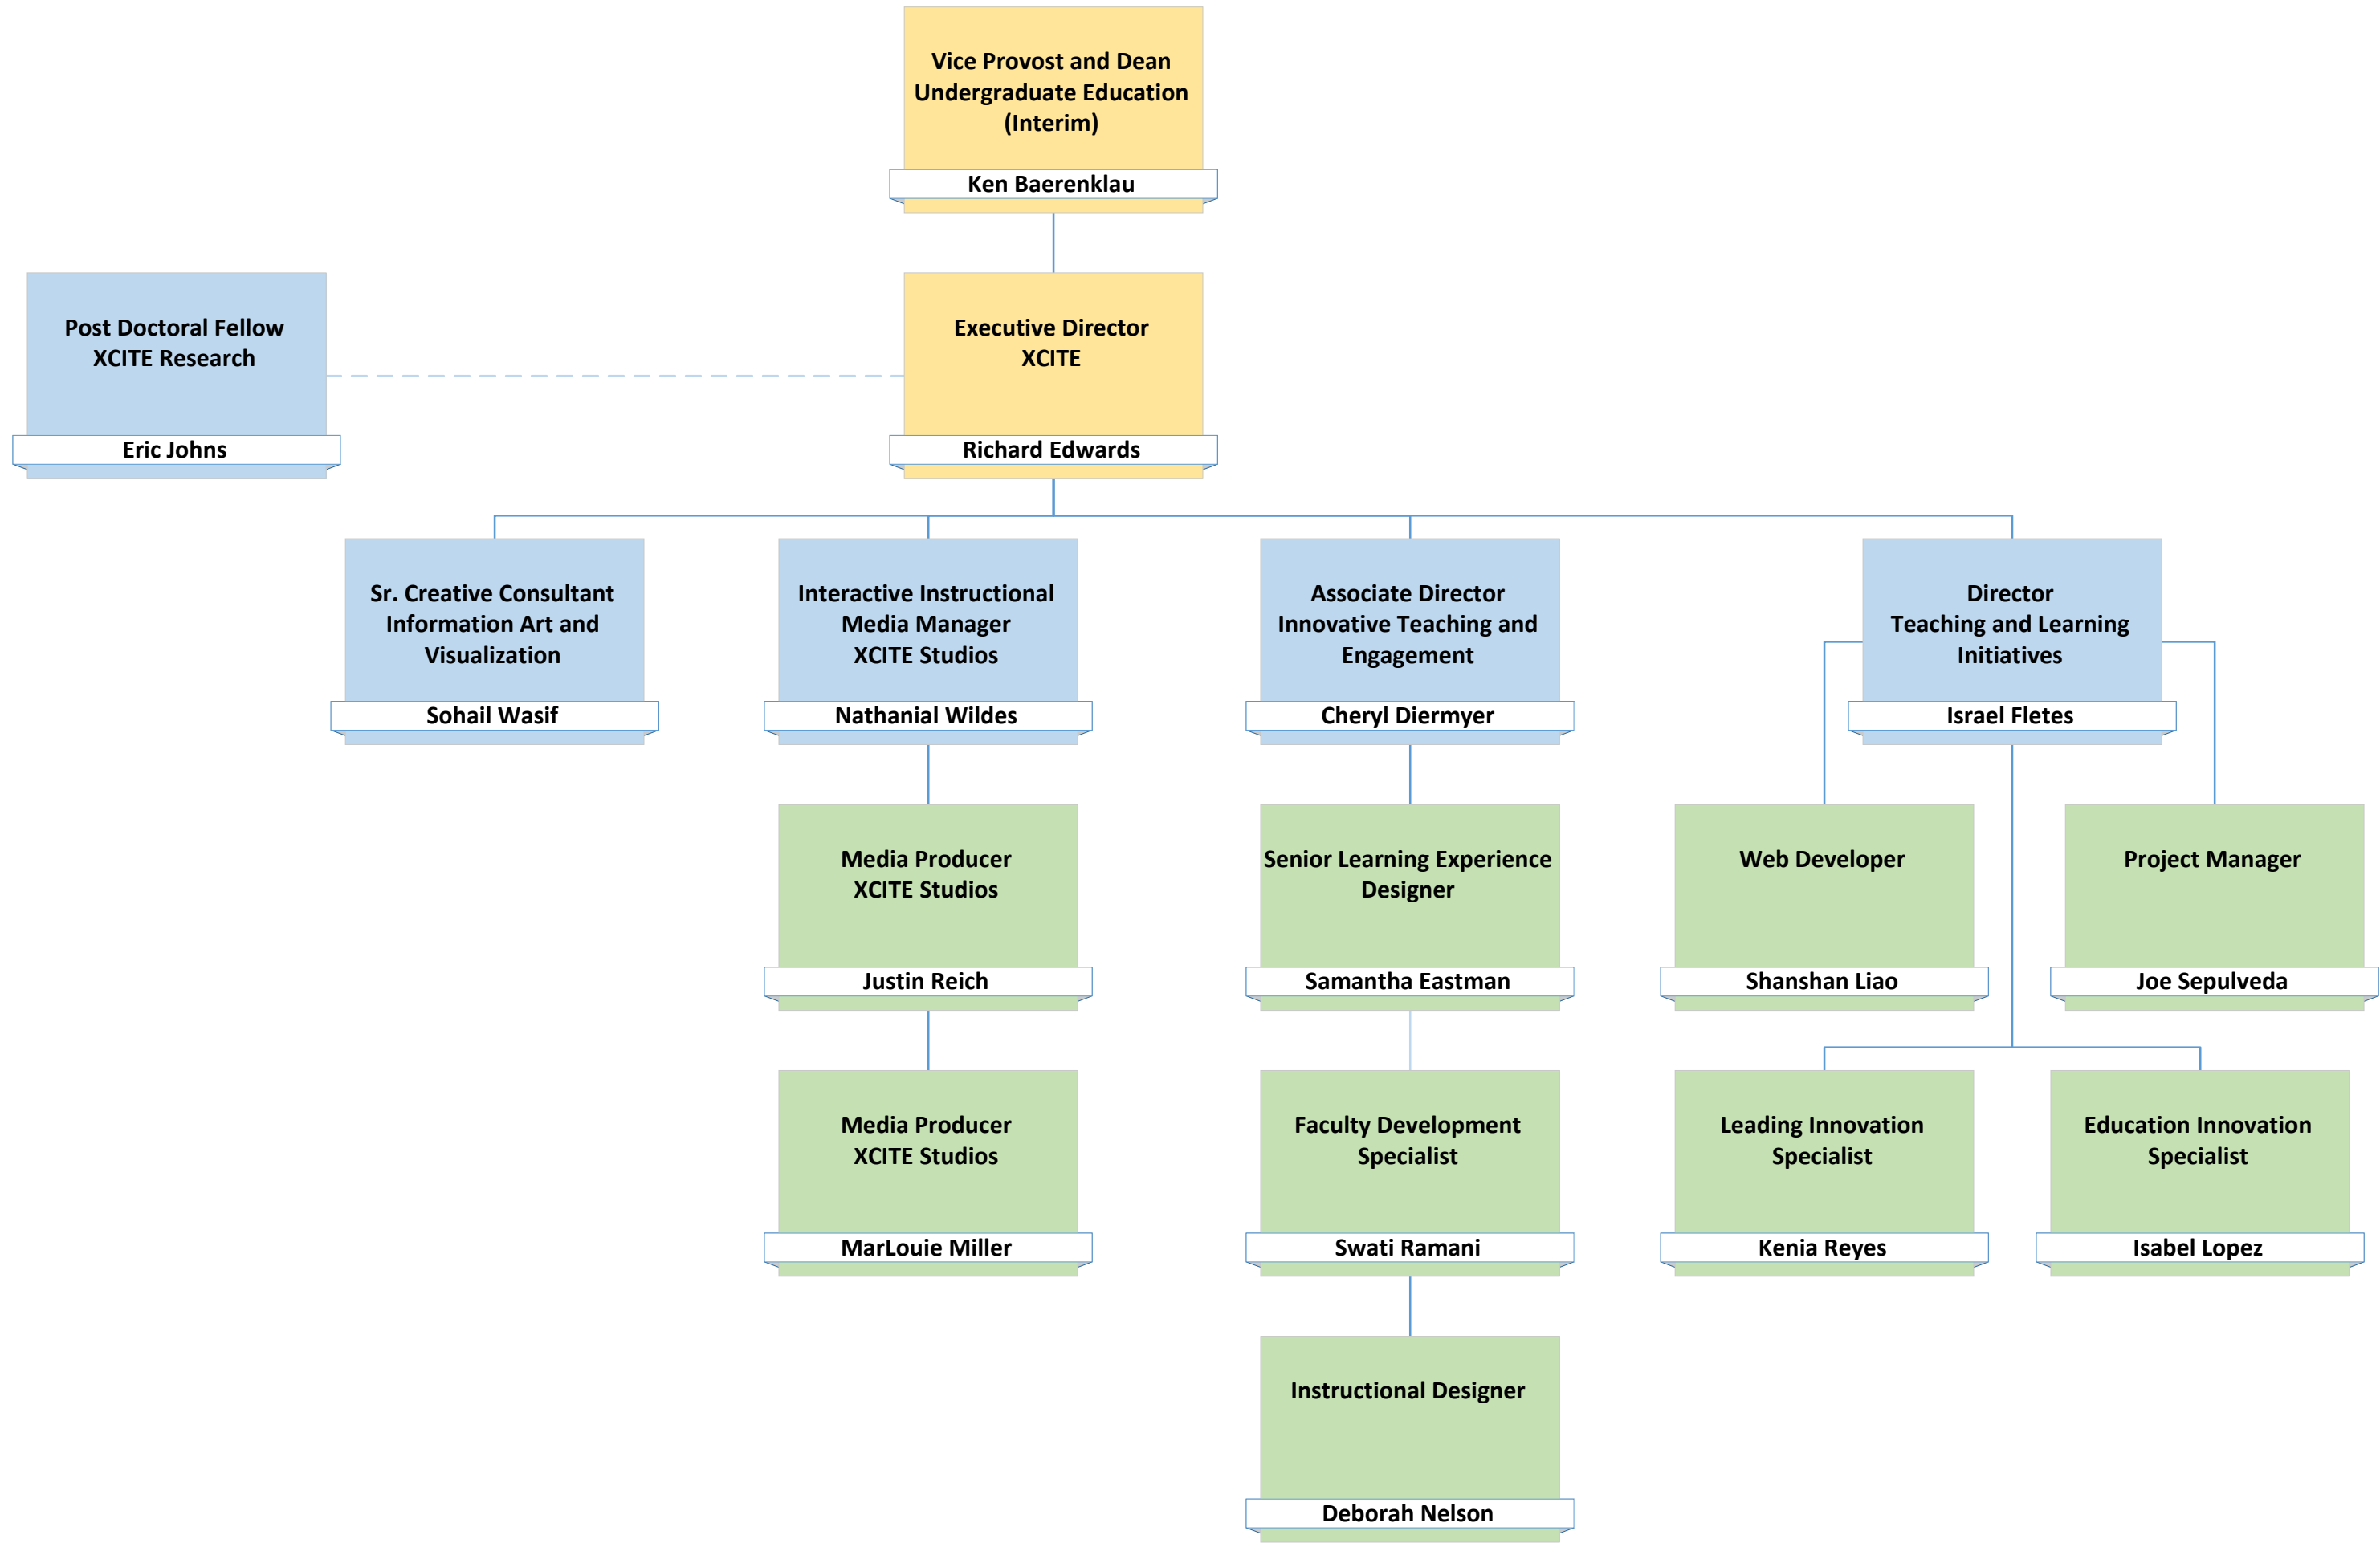 Vice Provost and Dean
Undergraduate Education
(Interim)
Ken Baerenklau
Post Doctoral Fellow
XCITE Research
Eric Johns
Executive Director
XCITE
Richard Edwards
Sr. Creative Consultant
Information Art and
Visualization
Sohail Wasif
Interactive Instructional
Media Manager
XCITE Studios
Nathanial Wildes
Associate Director
Innovative Teaching and
Engagement
Cheryl Diermyer
Director
Teaching and Learning
Initiatives
Israel Fletes
Media Producer
XCITE Studios
Justin Reich
Senior Learning Experience
Designer
Samantha Eastman
Web Developer
Shanshan Liao
Project Manager
Joe Sepulveda
Media Producer
XCITE Studios
MarLouie Miller
Faculty Development
Specialist
Swati Ramani
Leading Innovation
Specialist
Kenia Reyes
Education Innovation
Specialist
Isabel Lopez
Instructional Designer
Deborah Nelson